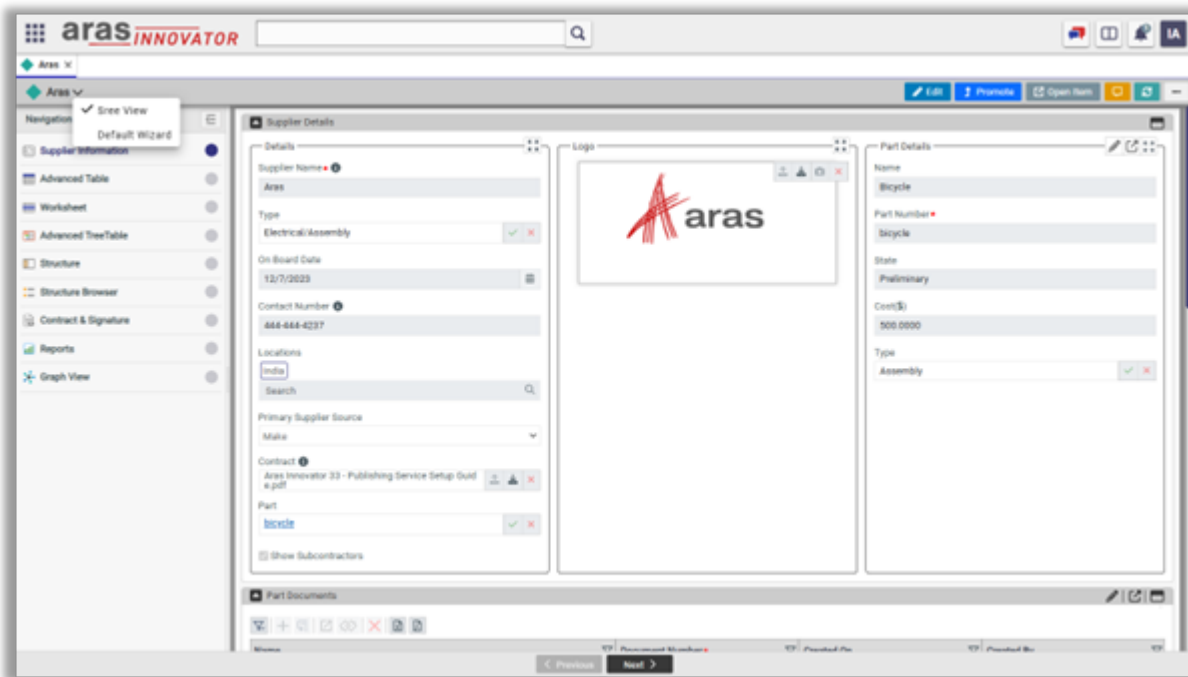 aras INNOVATOR
IA
Aras ×
Aras
Edit
Promote
Open Item
Sree View
Default Wizard
Navigation
Supplier Information
Advanced Table
Worksheet
Advanced TreeTable
Structure
Structure Browser
Contract & Signature
Reports
Graph View
Supplier Details
Details
Supplier Name
Aras
Type
Electrical/Assembly
On Board Date
12/7/2023
Contact Number
444-444-4237
Locations
India
Search
Primary Supplier Source
Make
Contract
Aras Innovator 33 - Publishing Service Setup Guid
e.pdf
Part
bicycle
Show Subcontractors
Logo
aras
Part Details
Name
Bicycle
Part Number
bicycle
State
Preliminary
Cost($)
500.0000
Type
Assembly
Part Documents
Name
Document Number
Created On
Created By
< Previous
Next >